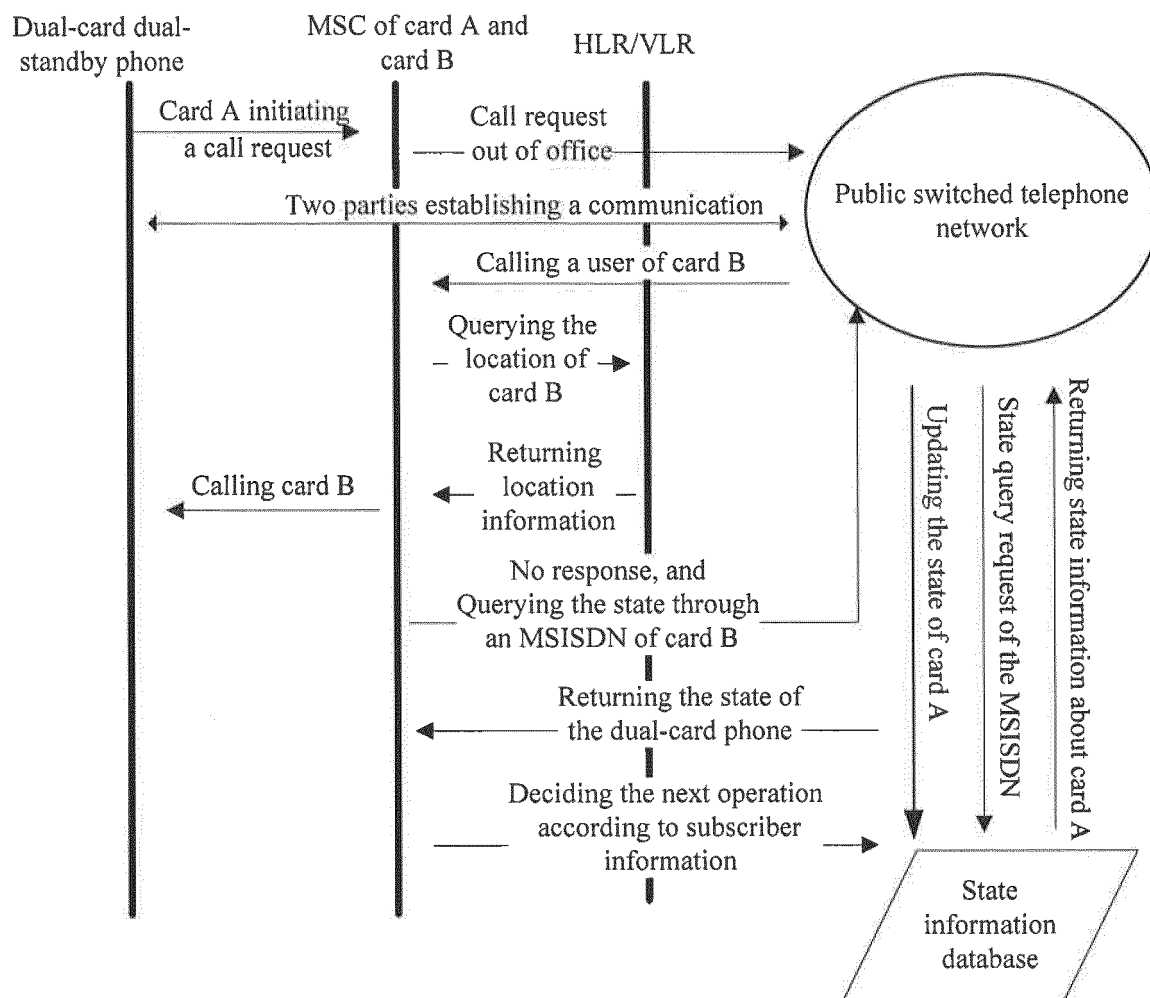 Dual-card dual-
standby phone
MSC of card A and
card B
HLR/VLR
Card A initiating
a call request
Call request
out of office
Public switched telephone
network
Two parties establishing a communication
Calling a user of card B
Querying the
location of
card B
Returning
location
information
Calling card B
No response, and
Querying the state through
an MSISDN of card B
Returning the state of
the dual-card phone
Deciding the next operation
according to subscriber
information
Updating the state of card A
State query request of the MSISDN
Returning state information about card A
State
information
database